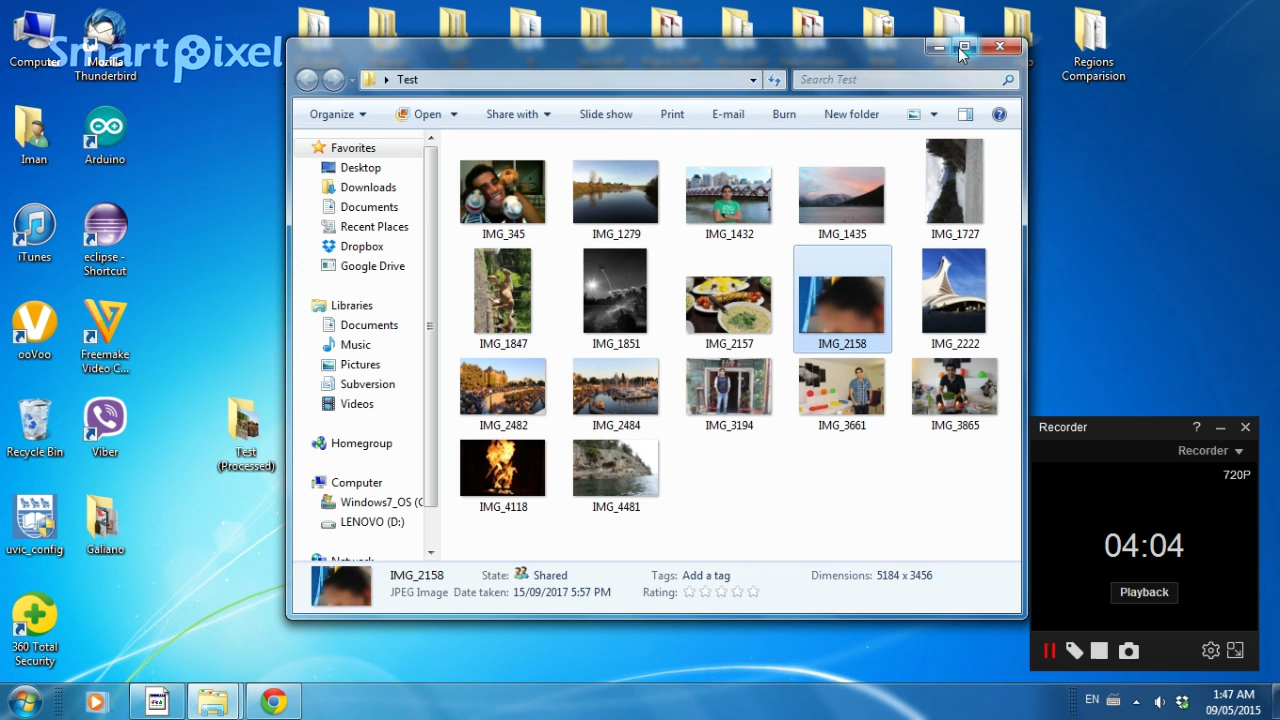 SmartPixel
Computer
Mozilla
Thunderbird
Iman
Arduino
iTunes
eclipse -
Shortcut
ooVoo
Freemake
Video C...
Recycle Bin
Viber
Test
(Processed)
uvic_config
Galiano
360 Total
Security
Regions
Comparision
Test
Search Test
Organize
Open
Share with
Slide show
Print
E-mail
Burn
New folder
Favorites
Desktop
Downloads
Documents
Recent Places
Dropbox
Google Drive
Libraries
Documents
Music
Pictures
Subversion
Videos
Homegroup
Computer
Windows7_OS (C
LENOVO (D:)
Network
IMG_345
IMG_1279
IMG_1432
IMG_1435
IMG_1727
IMG_1847
IMG_1851
IMG_2157
IMG_2158
IMG_2222
IMG_2482
IMG_2484
IMG_3194
IMG_3661
IMG_3865
IMG_4118
IMG_4481
IMG_2158 State: Shared Tags: Add a tag Dimensions: 5184 x 3456
JPEG Image Date taken: 15/09/2017 5:57 PM Rating:
Recorder ?
Recorder
720P
04:04
Playback
EN
1:47 AM
09/05/2015